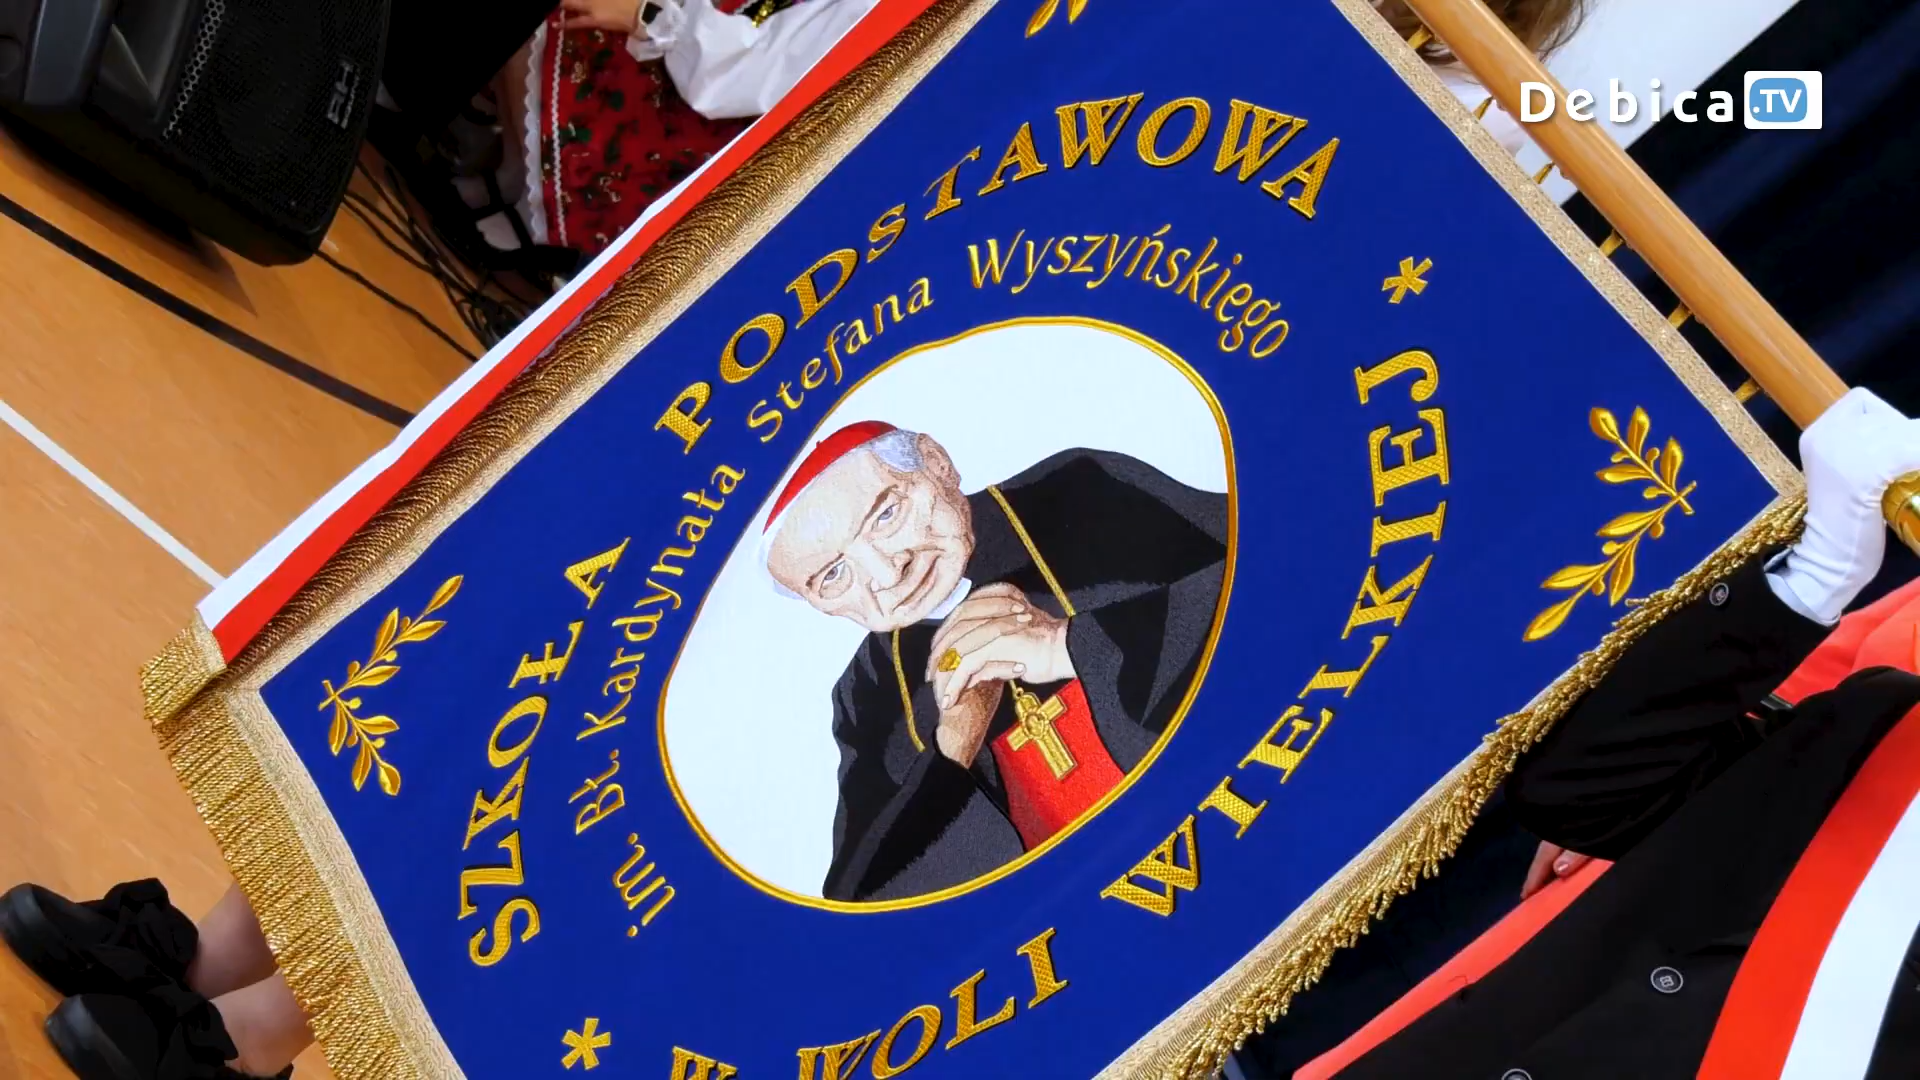 SZKOŁA PODSTAWOWA
im. Bł. Kardynała Stefana Wyszyńskiego
* W WOLI WIELKIEJ *
Debica.TV